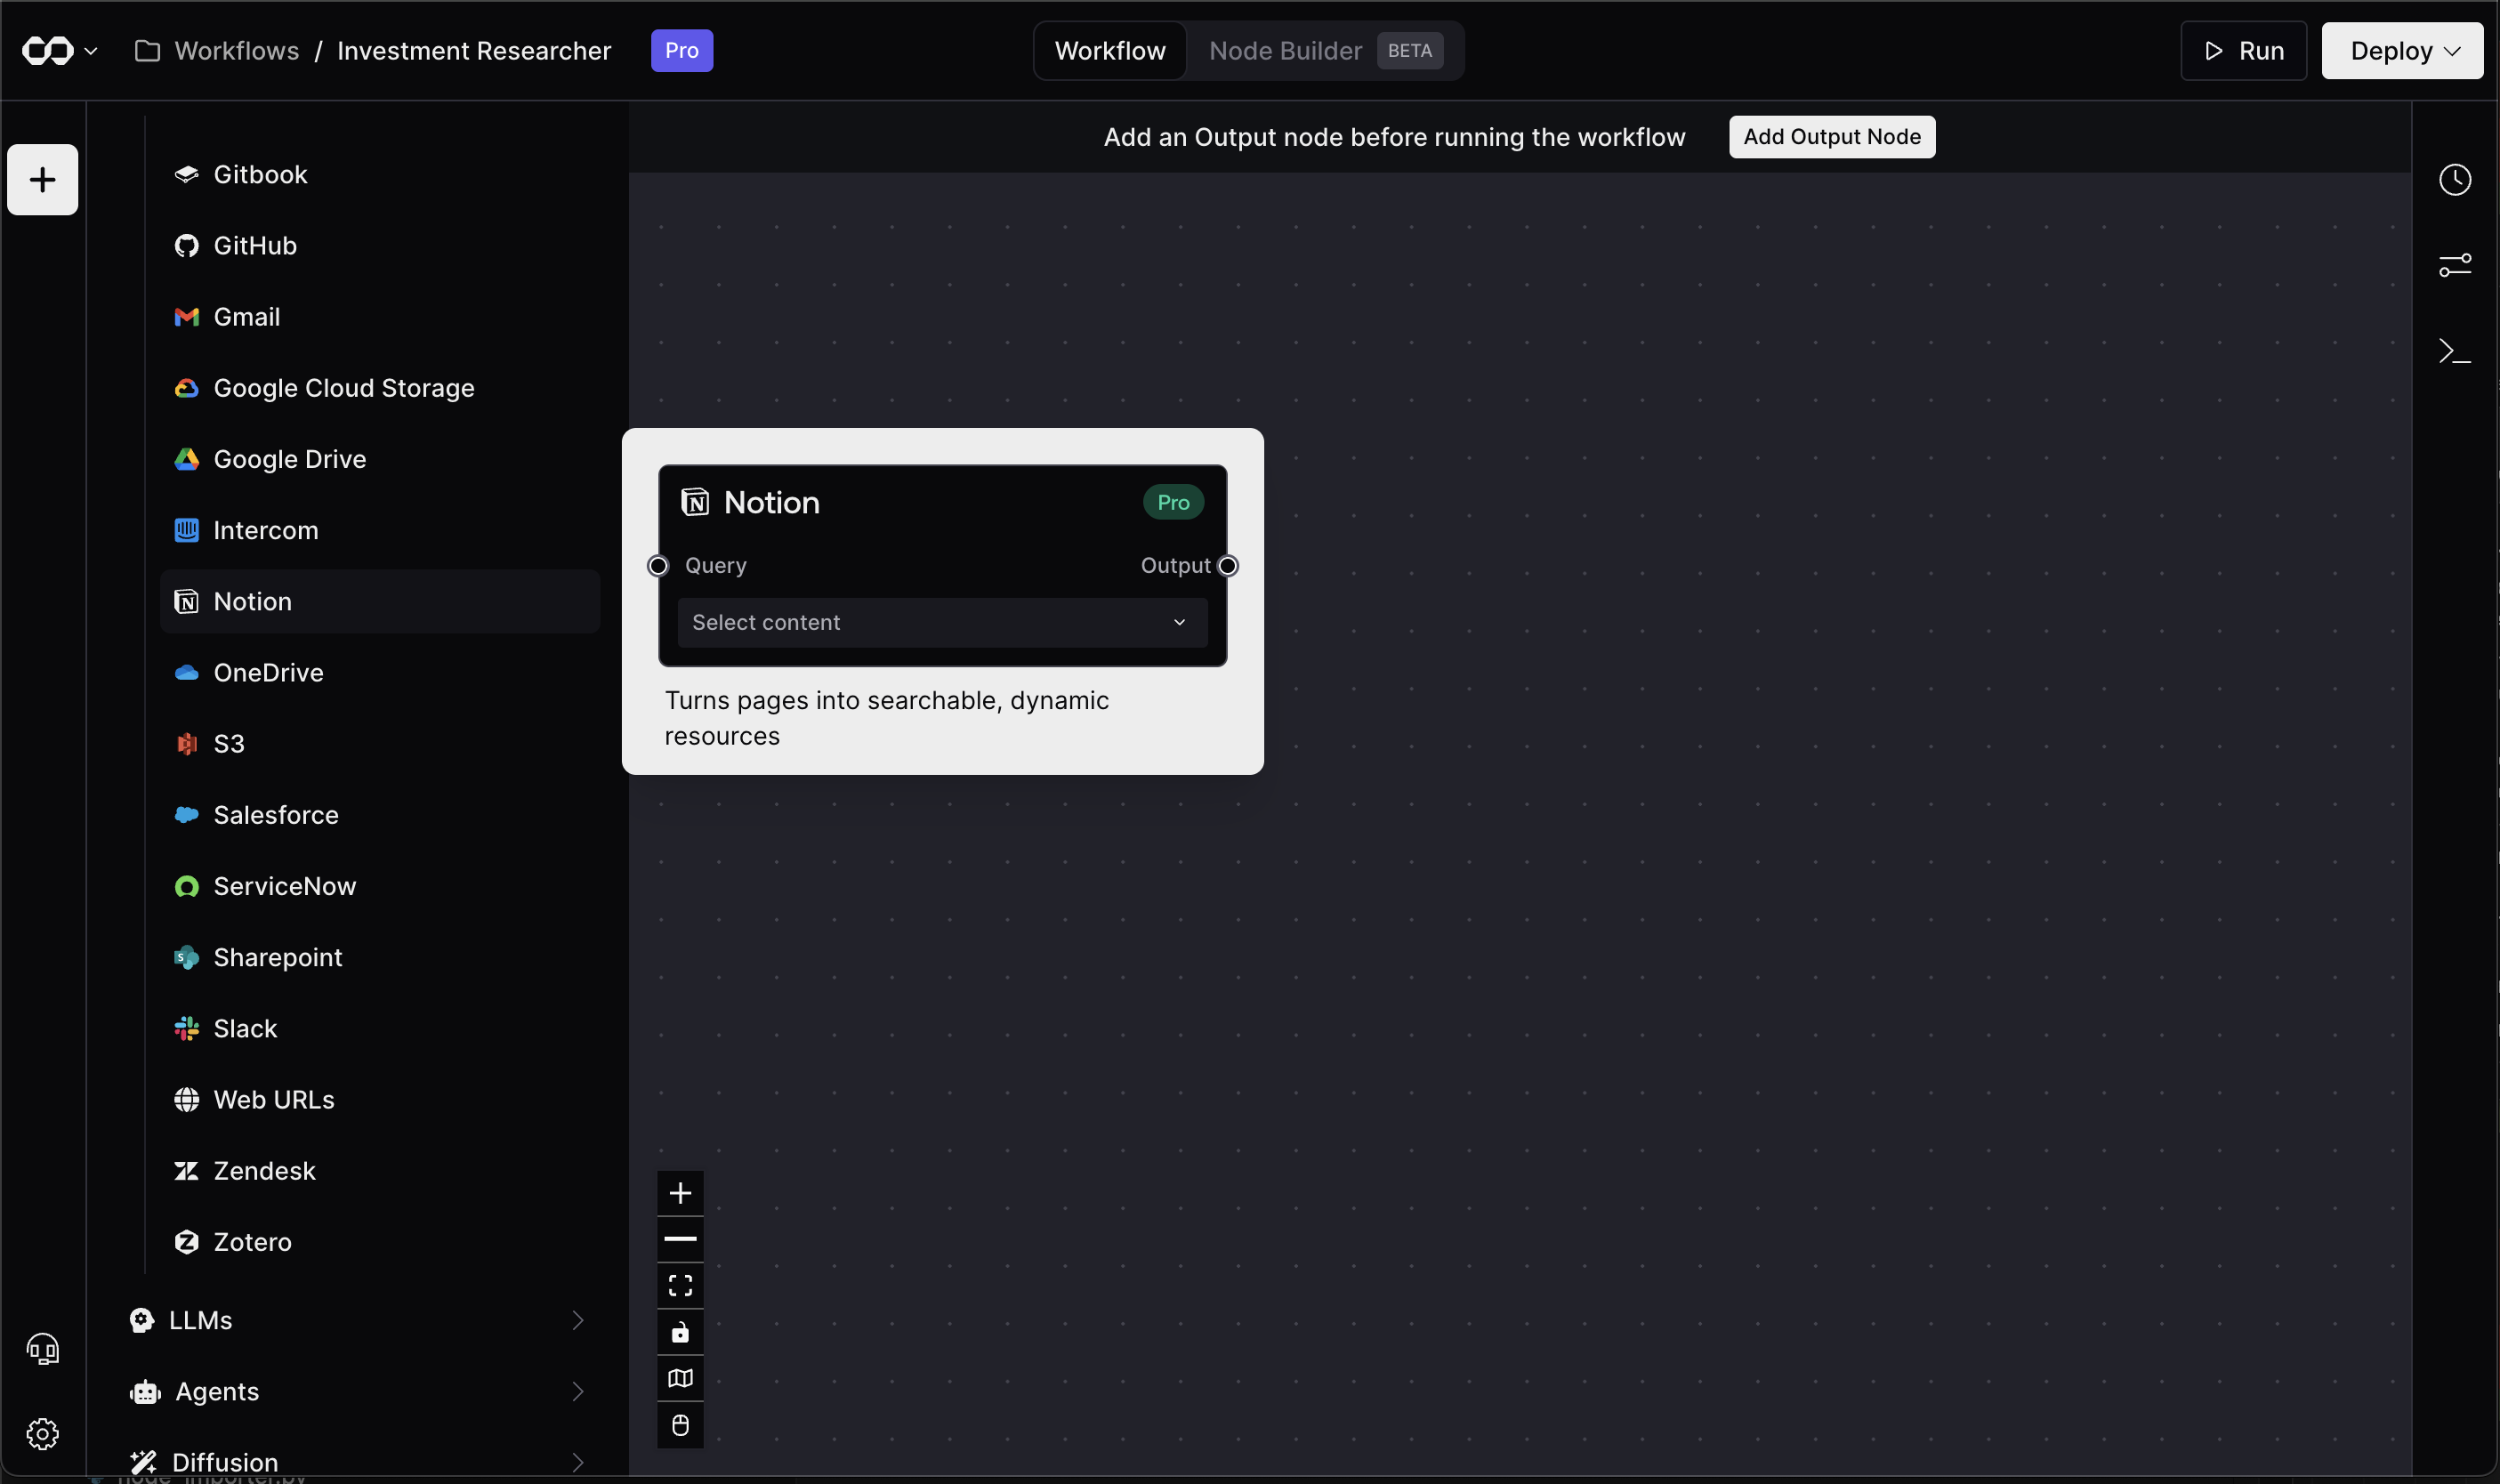 Workflows / Investment Researcher
Pro
Workflow
Node Builder BETA
Run
Deploy
Add an Output node before running the workflow
Add Output Node
Gitbook
GitHub
Gmail
Google Cloud Storage
Google Drive
Intercom
Notion
OneDrive
S3
Salesforce
ServiceNow
Sharepoint
Slack
Web URLs
Zendesk
Zotero
LLMs
Agents
Diffusion
Notion
Pro
Query
Output
Select content
Turns pages into searchable, dynamic
resources